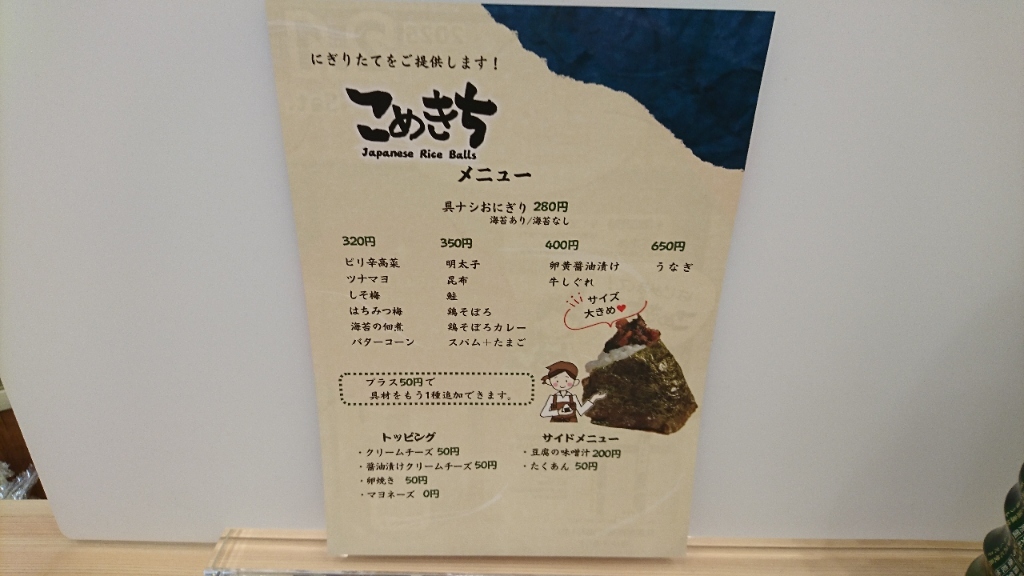 にぎりたてをご提供します！
こめきち
Japanese Rice Balls
メニュー
具ナシおにぎり 280円
海苔あり/海苔なし
320円
ピリ辛高菜
ツナマヨ
しそ梅
はちみつ梅
海苔の佃煮
バターコーン
350円
明太子
昆布
鮭
鶏そぼろ
鶏そぼろカレー
スパム＋たまご
400円
卵黄醤油漬け
牛しぐれ
650円
うなぎ
サイズ
大きめ♥
プラス50円で
具材をもう1種追加できます。
トッピング
・クリームチーズ 50円
・醤油漬けクリームチーズ 50円
・卵焼き 50円
・マヨネーズ 0円
サイドメニュー
・豆腐の味噌汁 200円
・たくあん 50円